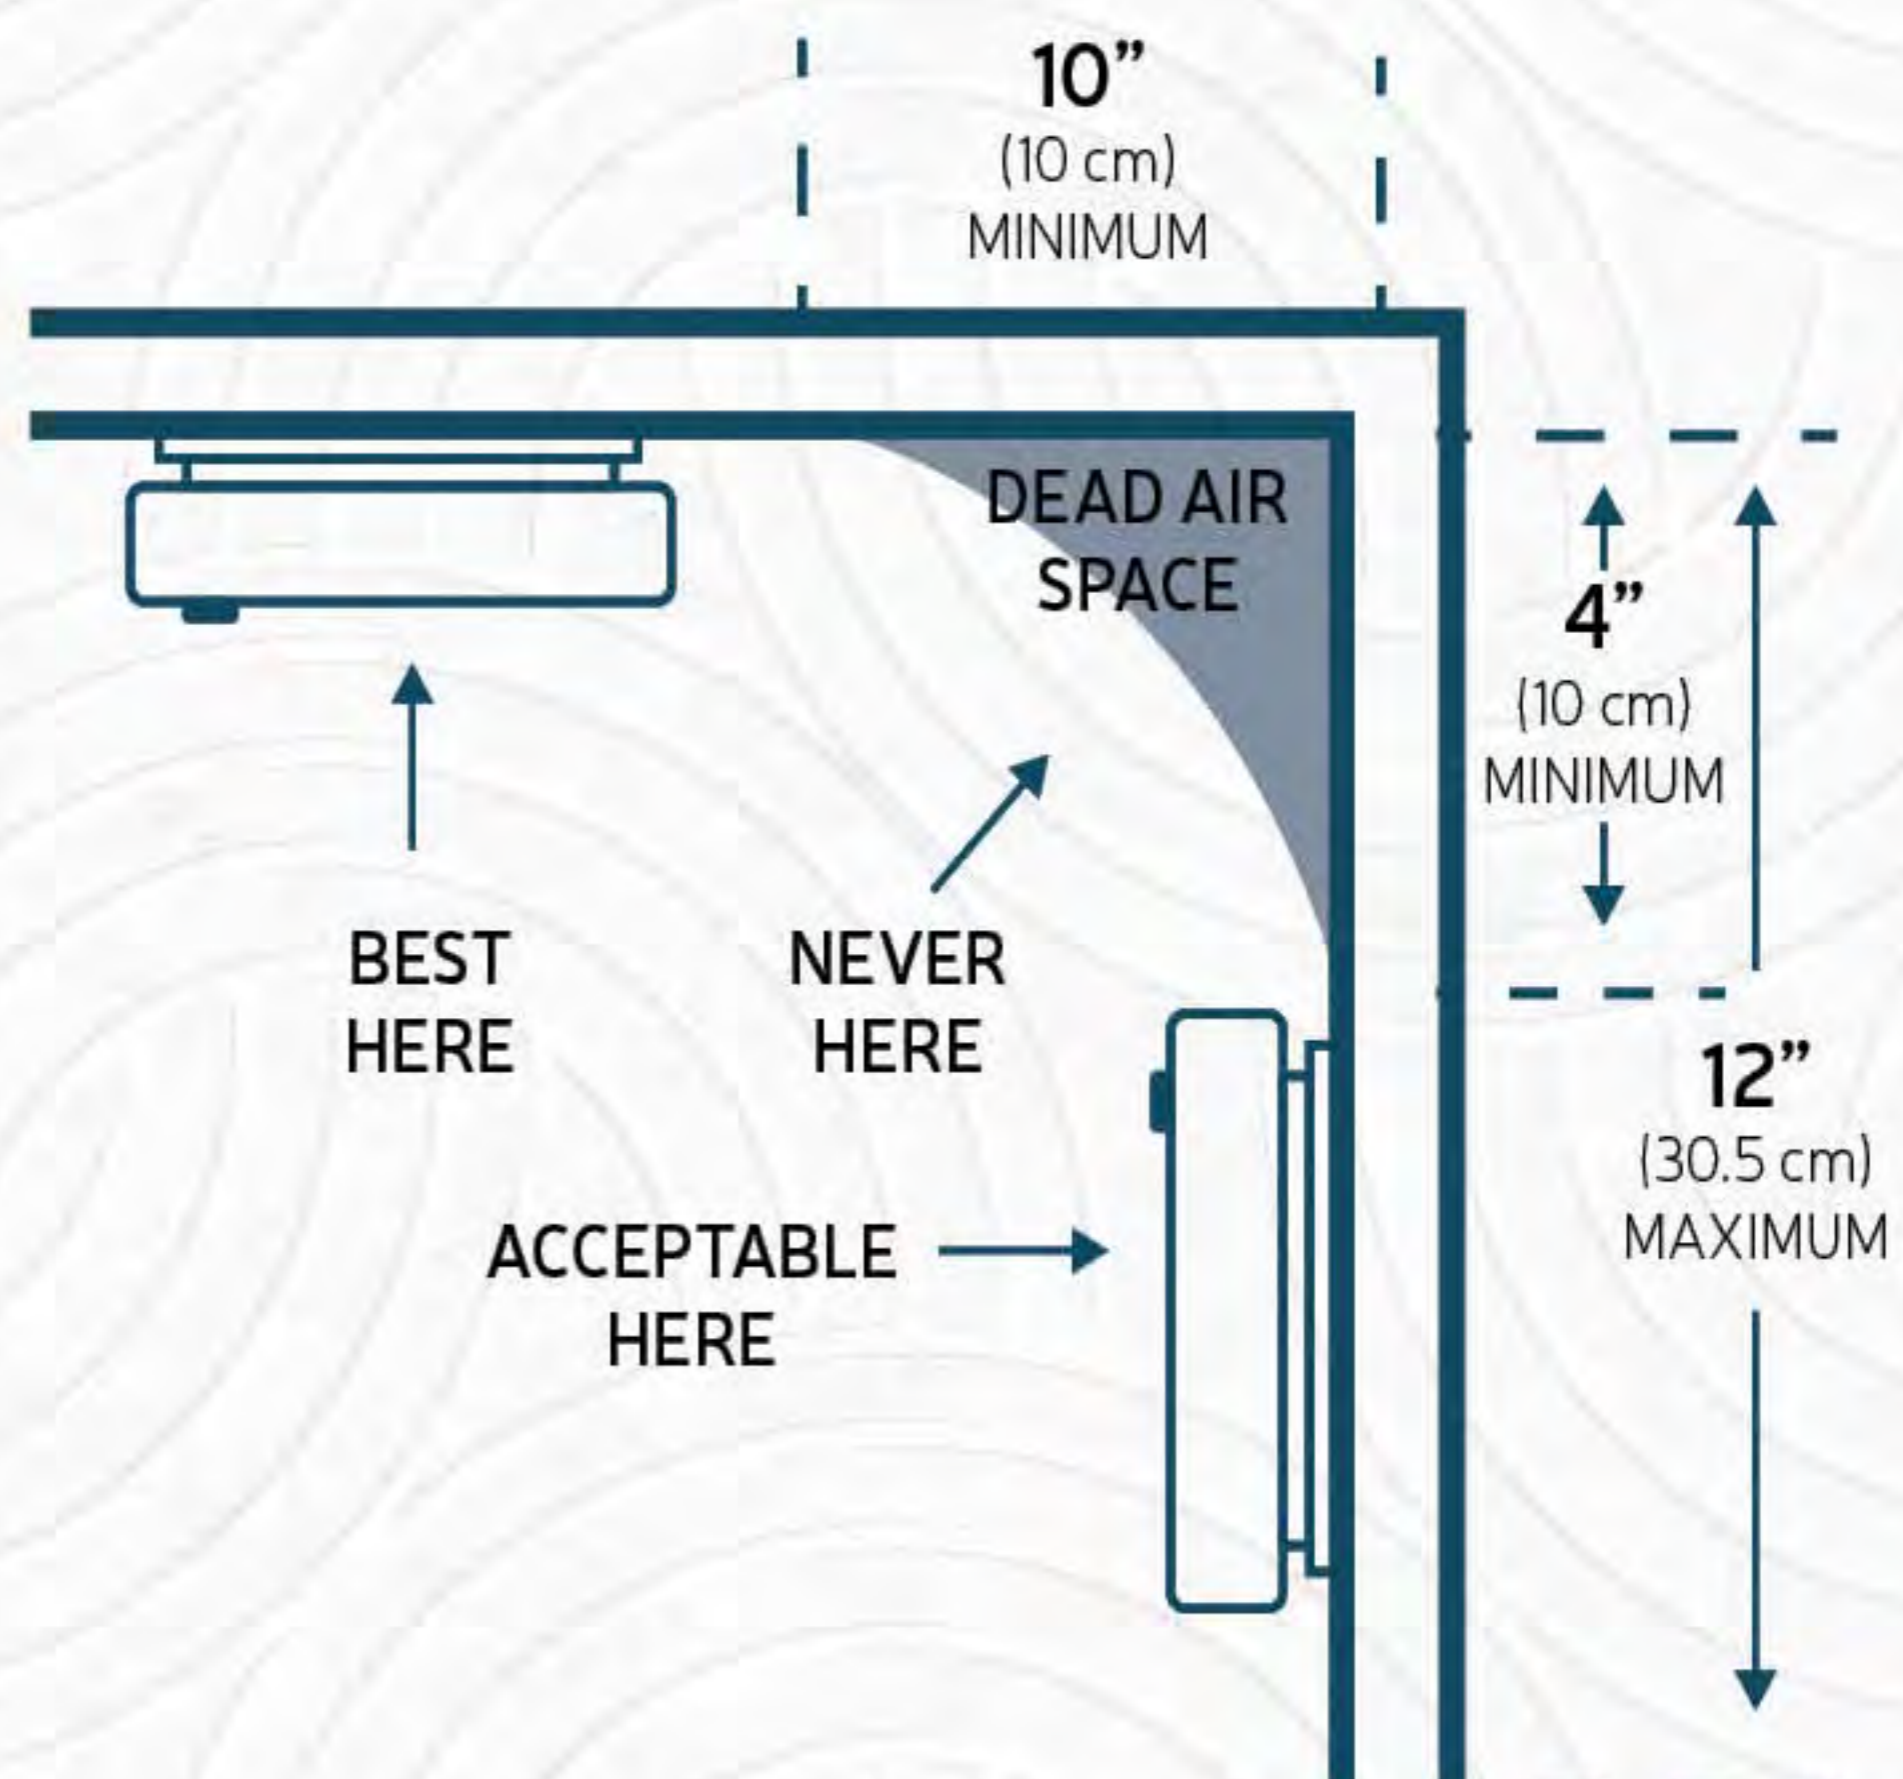 10”
(10 cm)
MINIMUM
DEAD AIR
SPACE
4”
(10 cm)
MINIMUM
BEST
HERE
NEVER
HERE
12”
(30.5 cm)
MAXIMUM
ACCEPTABLE
HERE